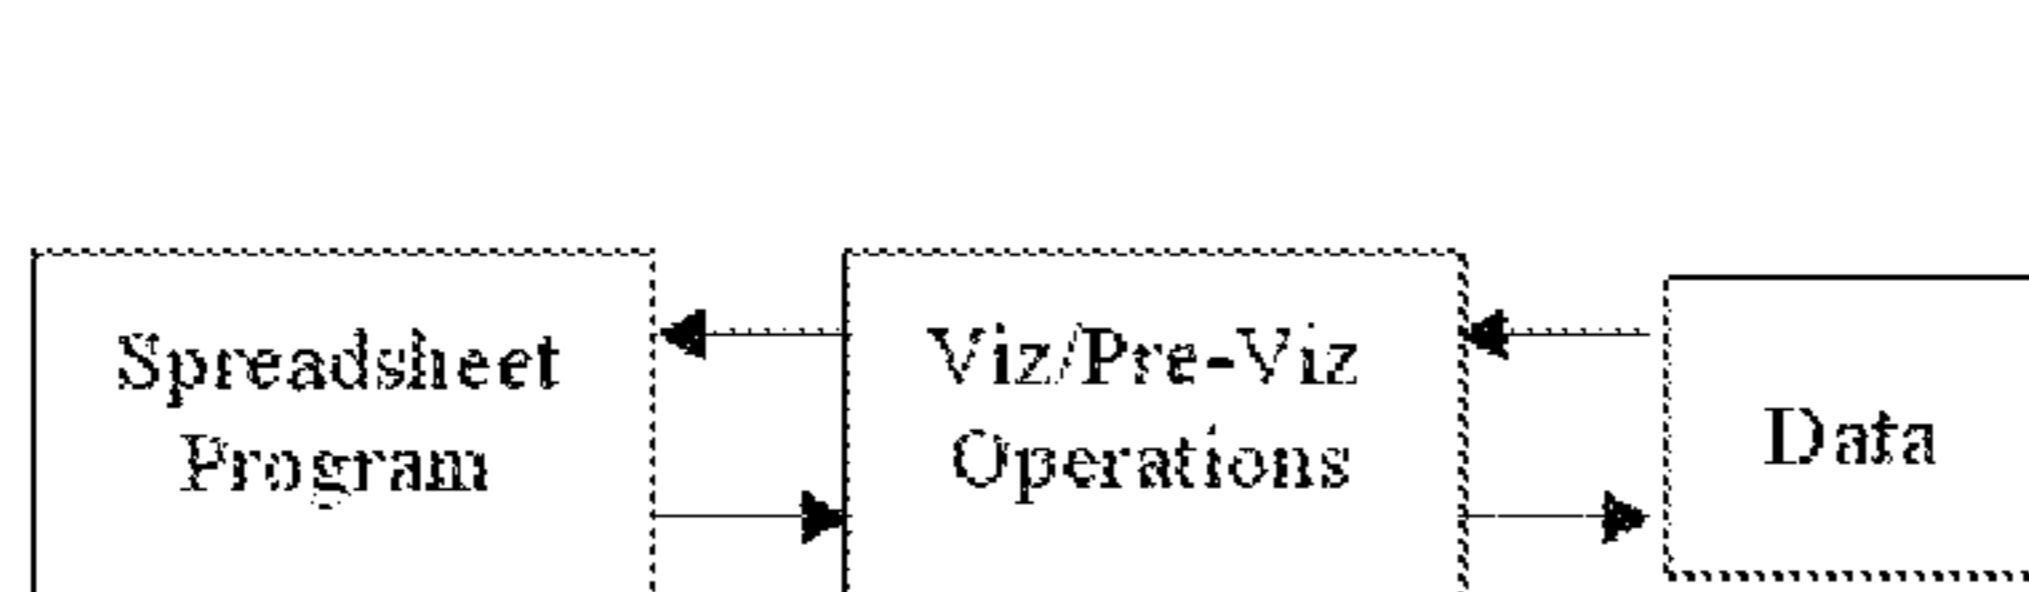 Spreadsheet
Program
Viz/Pre-Viz
Operations
Data